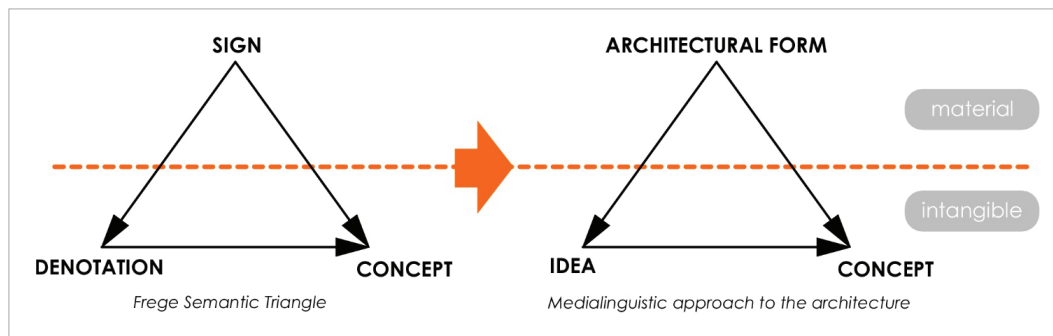 SIGN
ARCHITECTURAL FORM
material
intangible
DENOTATION
CONCEPT
IDEA
CONCEPT
Frege Semantic Triangle
Medialinguistic approach to the architecture